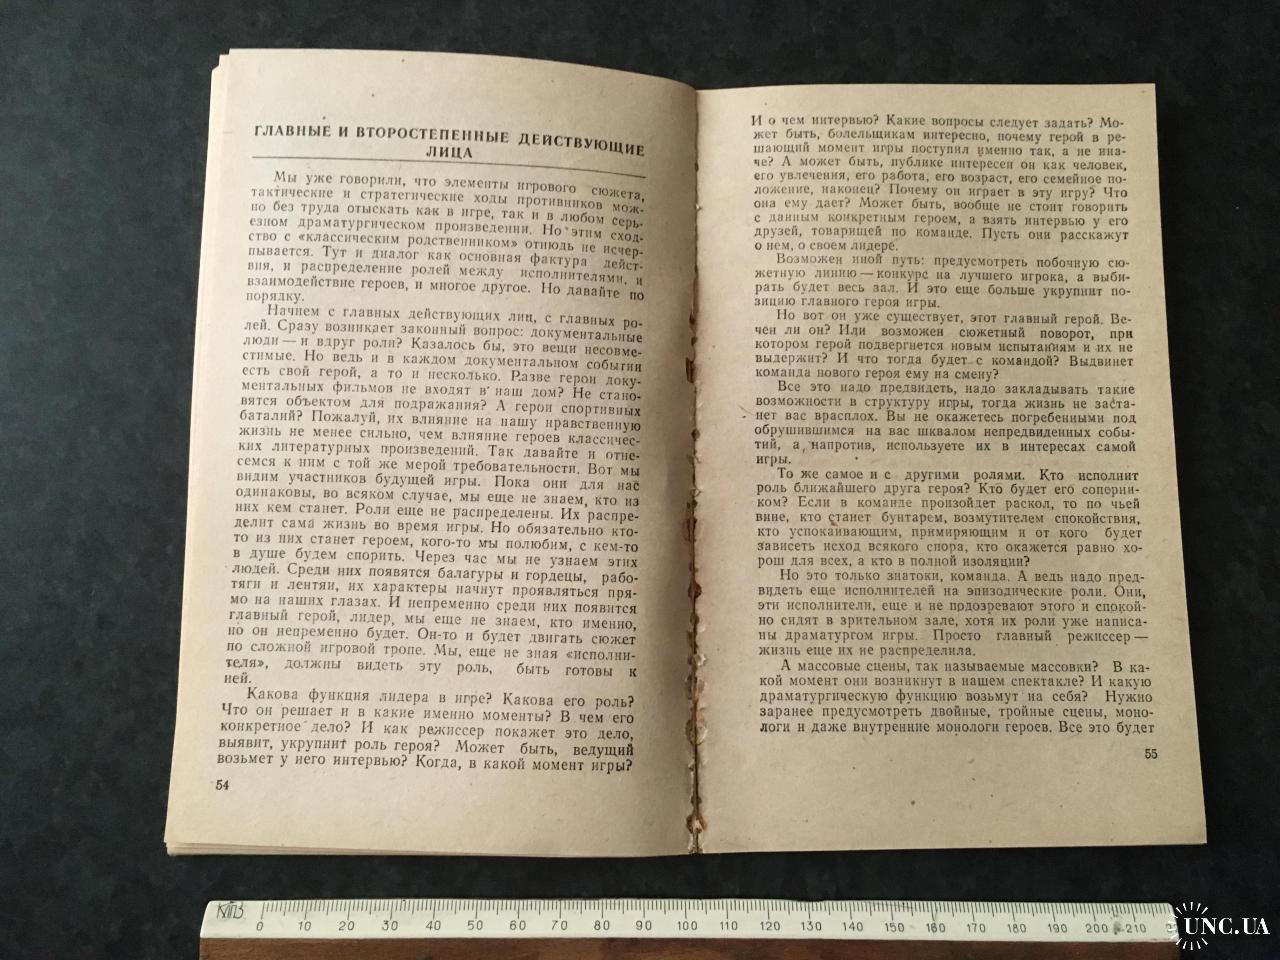 ГЛАВНЫЕ И ВТОРОСТЕПЕННЫЕ ДЕЙСТВУЮЩИЕ
ЛИЦА
Мы уже говорили, что элементы игрового сюжета,
тактические и стратегические ходы противников мож-
но без труда отыскать как в игре, так и в любом серь-
езном драматургическом произведении. Но этим сход-
ство с «классическим родственником» отнюдь не исчер-
пывается. Тут и диалог как основная фактура дейст-
вия, и распределение ролей между исполнителями, и
взаимодействие героев, и многое другое. Но давайте по
порядку.
Начнем с главных действующих лиц, с главных ро-
лей. Сразу возникает законный вопрос: документальные
люди — и вдруг роли? Казалось бы, это вещи несовме-
стимые. Но ведь и в каждом документальном событии
есть свой герой, а то и несколько. Разве герои доку-
ментальных фильмов не входят в наш дом? Не стано-
вятся объектом для подражания? А герои спортивных
баталий? Пожалуй, их влияние на нашу нравственную
жизнь не менее сильно, чем влияние героев классичес-
ких литературных произведений. Так давайте и отне-
семся к ним с той же мерой требовательности. Вот мы
видим участников будущей игры. Пока они для нас
одинаковы, во всяком случае, мы еще не знаем, кто из
них кем станет. Роли еще не распределены. Их распре-
делит сама жизнь во время игры. Но обязательно кто-
то из них станет героем, кого-то мы полюбим, с кем-то
в душе будем спорить. Через час мы не узнаем этих
людей. Среди них появятся балагуры и гордецы, рабо-
тяги и лентяи, их характеры начнут проявляться пря-
мо на наших глазах. И непременно среди них появится
главный герой, лидер, мы еще не знаем, кто именно,
но он непременно будет. Он-то и будет двигать сюжет
по сложной игровой тропе. Мы, еще не зная «исполни-
теля», должны видеть эту роль, быть готовы к
ней.
Какова функция лидера в игре? Какова его роль?
Что он решает и в какие именно моменты? В чем его
конкретное дело? И как режиссер покажет это дело,
выявит, укрупнит роль героя? Может быть, ведущий
возьмет у него интервью? Когда, в какой момент игры?
54
И о чем интервью? Какие вопросы следует задать? Мо-
жет быть, болельщикам интересно, почему герой в ре-
шающий момент игры поступил именно так, а не ина-
че? А может быть, публике интересен он как человек,
его увлечения, его работа, его возраст, его семейное по-
ложение, наконец? Почему он играет в эту игру? Что
она ему дает? Может быть, вообще не стоит говорить
с данным конкретным героем, а взять интервью у его
друзей, товарищей по команде. Пусть они расскажут
о нем, о своем лидере.
Возможен иной путь: предусмотреть побочную сю-
жетную линию — конкурс на лучшего игрока, а выби-
рать будет весь зал. И это еще больше укрупнит по-
зицию главного героя игры.
Но вот он уже существует, этот главный герой. Ве-
чен ли он? Или возможен сюжетный поворот, при
котором герой подвергнется новым испытаниям и их не
выдержит? И что тогда будет с командой? Выдвинет
команда нового героя ему на смену?
Все это надо предвидеть, надо закладывать такие
возможности в структуру игры, тогда жизнь не заста-
нет вас врасплох. Вы не окажетесь погребенными под
обрушившимся на вас шквалом непредвиденных собы-
тий, а, напротив, используете их в интересах самой
игры.
То же самое и с другими ролями. Кто исполнит
роль ближайшего друга героя? Кто будет его соперни-
ком? Если в команде произойдет раскол, то по чьей
вине, кто станет бунтарем, возмутителем спокойствия,
кто успокаивающим, примиряющим и от кого будет
зависеть исход всякого спора, кто окажется равно хо-
рош для всех, а кто в полной изоляции?
Но это только знатоки, команда. А ведь надо пред-
видеть еще исполнителей на эпизодические роли. Они,
эти исполнители, еще и не подозревают этого и спокой-
но сидят в зрительном зале, хотя их роли уже написа-
ны драматургом игры. Просто главный режиссер —
жизнь еще их не распределила.
А массовые сцены, так называемые массовки? В ка-
кой момент они возникнут в нашем спектакле? И какую
драматургическую функцию возьмут на себя? Нужно
заранее предусмотреть двойные, тройные сцены, моно-
логи и даже внутренние монологи героев. Все это будет
55
0 10 20 30 40 50 60 70 80 90 100 110 120 130 140 150 160 170 180 190 200 210
UNC.UA